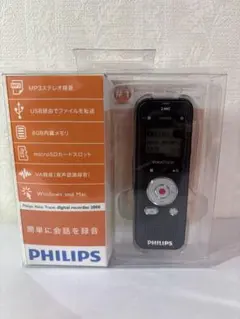 MP3ステレオ録音
USB接続でファイルを転送
8GB内蔵メモリ
microSDカードスロット
VA機能（音声起動録音）
Windows and Mac
Philips Voice Tracer digital recorder
簡単に会話を録音
PHILIPS
PHILIPS